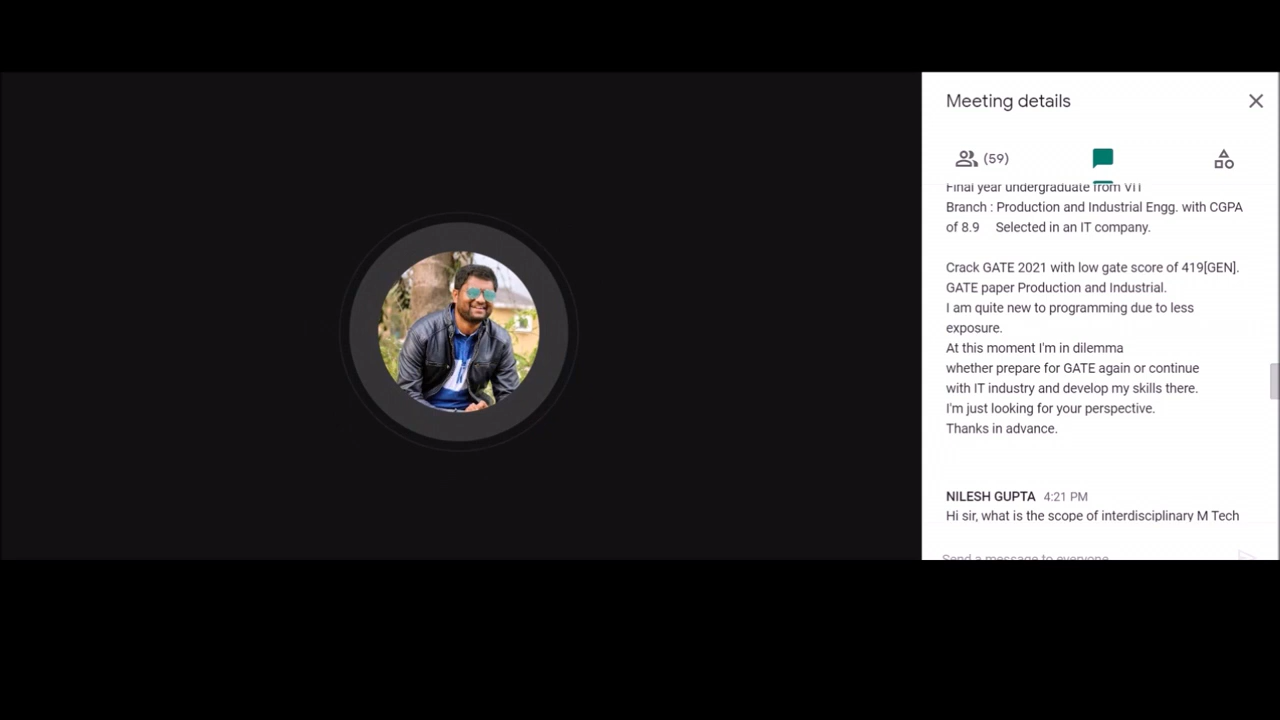 Meeting details
(59)
Final year undergraduate from VIT
Branch : Production and Industrial Engg. with CGPA
of 8.9 Selected in an IT company.
Crack GATE 2021 with low gate score of 419[GEN].
GATE paper Production and Industrial.
I am quite new to programming due to less
exposure.
At this moment I'm in dilemma
whether prepare for GATE again or continue
with IT industry and develop my skills there.
I'm just looking for your perspective.
Thanks in advance.
NILESH GUPTA 4:21 PM
Hi sir, what is the scope of interdisciplinary M Tech
Send a message to everyone